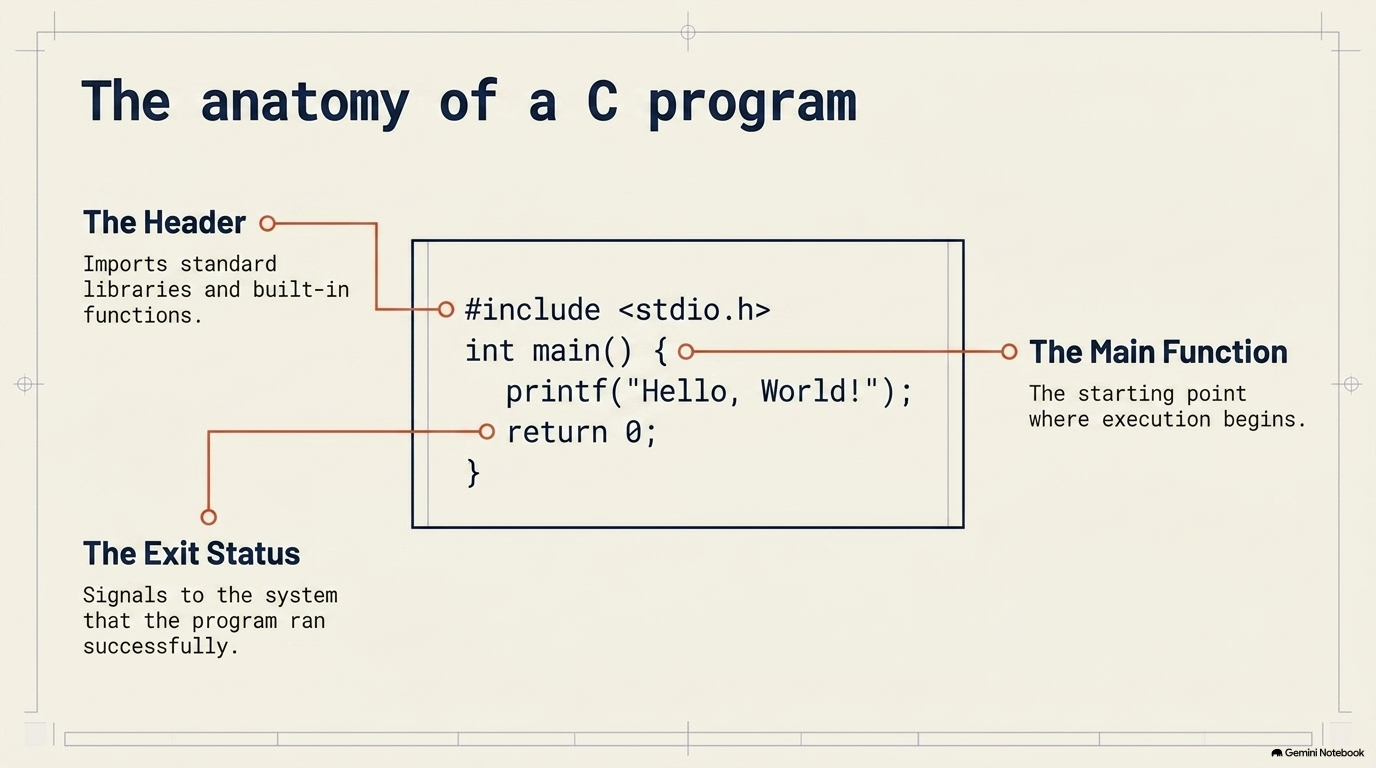 The anatomy of a C program
The Header
Imports standard
libraries and built-in
functions.
#include <stdio.h>
int main() {
printf("Hello, World!");
return 0;
}
The Main Function
The starting point
where execution begins.
The Exit Status
Signals to the system
that the program ran
successfully.
Gemini Notebook